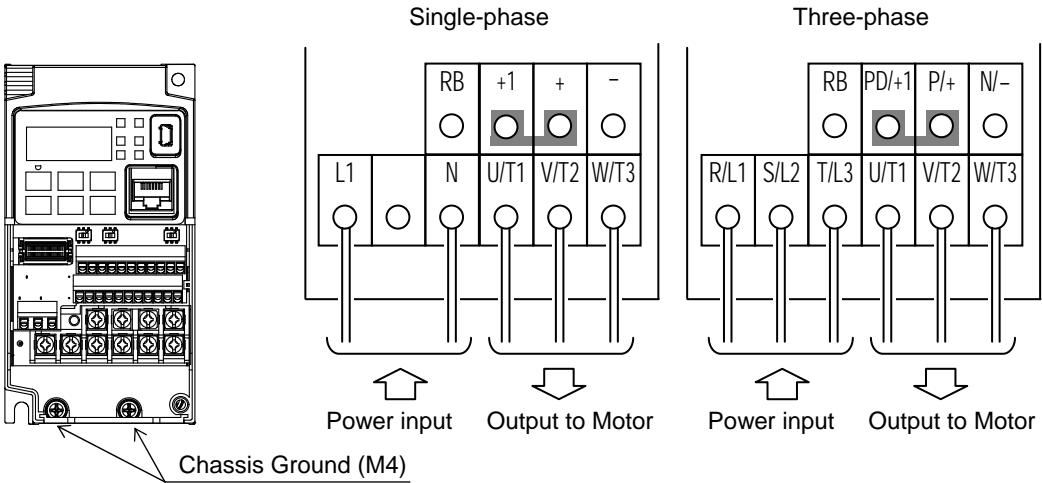 Single-phase
Three-phase
RB +1 + −
L1 N U/T1 V/T2 W/T3
RB PD/+1 P/+ N/−
R/L1 S/L2 T/L3 U/T1 V/T2 W/T3
Power input Output to Motor
Power input Output to Motor
Chassis Ground (M4)